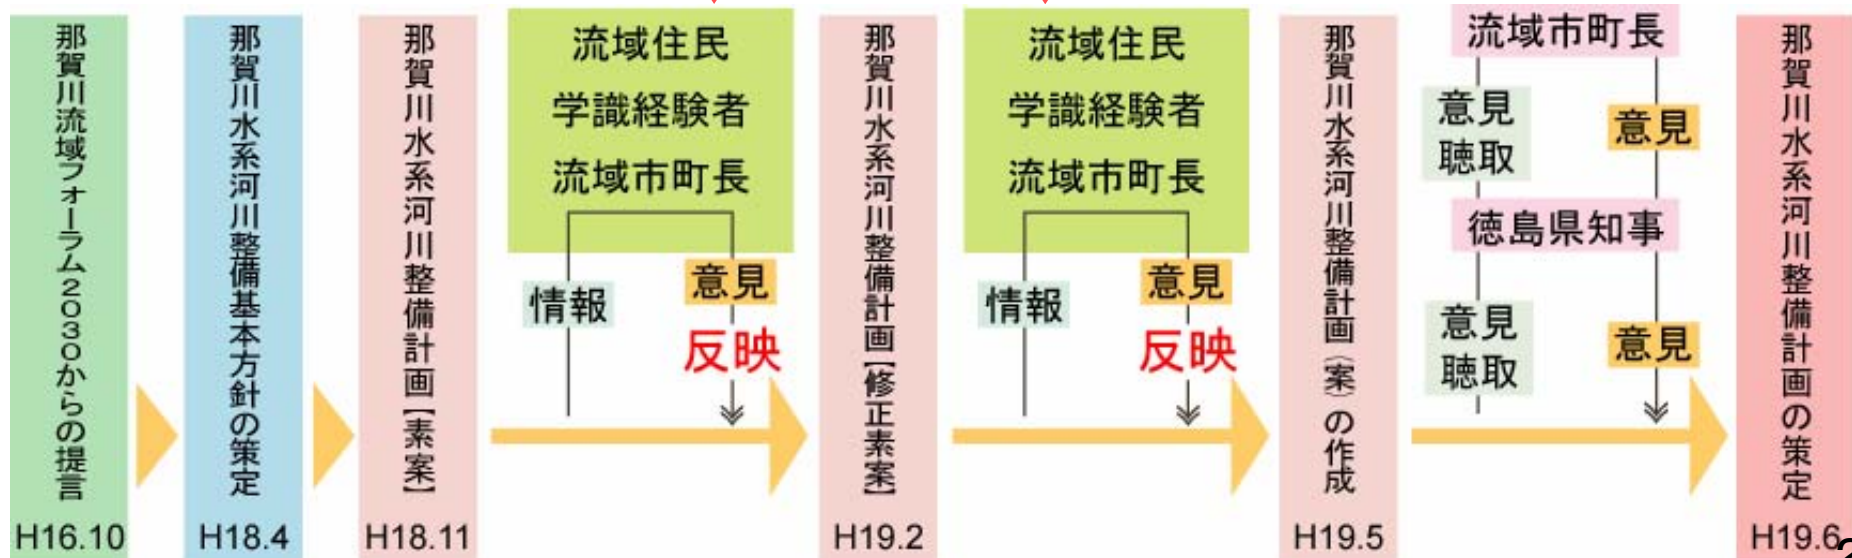 那賀川流域フォーラム2030からの提言
H16.10
那賀川水系河川整備基本方針の策定
H18.4
那賀川水系河川整備計画【素案】
H18.11
流域住民
学識経験者
流域市町長
情報
意見
反映
那賀川水系河川整備計画【修正素案】
H19.2
流域住民
学識経験者
流域市町長
情報
意見
反映
那賀川水系河川整備計画（案）の作成
H19.5
流域市町長
意見
聴取
意見
徳島県知事
意見
聴取
意見
那賀川水系河川整備計画の策定
H19.6